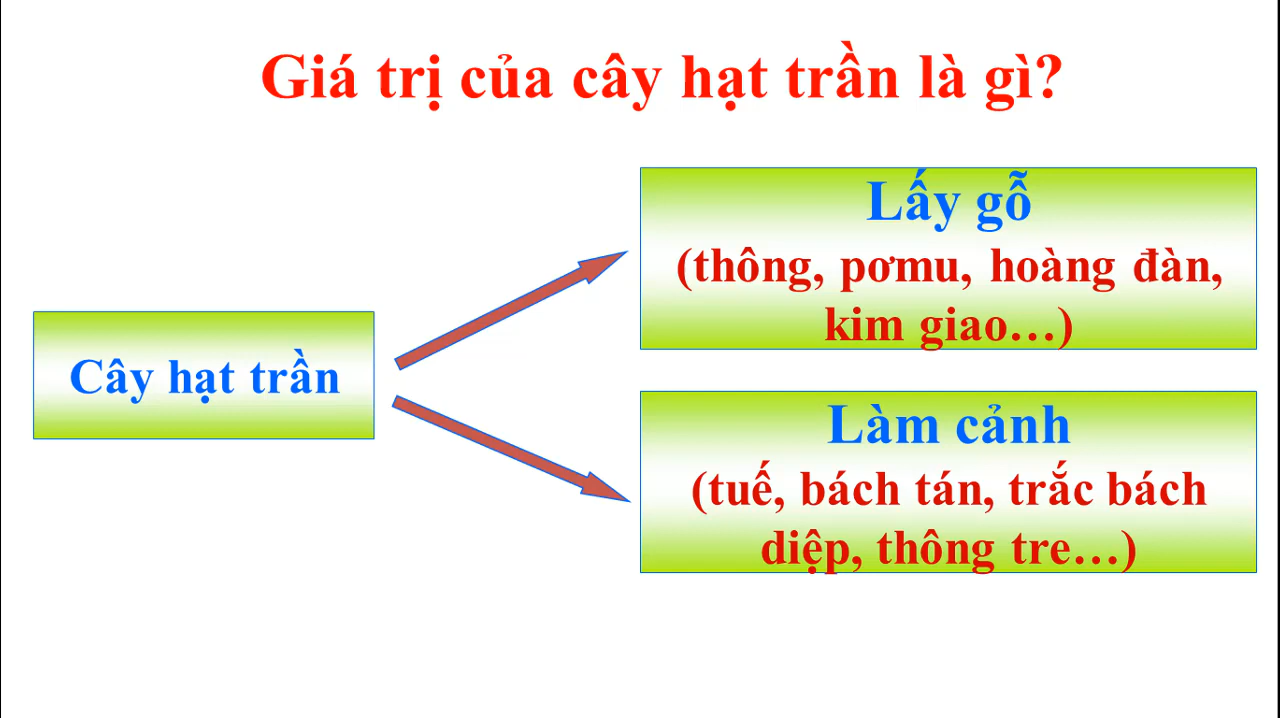 Giá trị của cây hạt trần là gì?
Lấy gỗ
(thông, pơmu, hoàng đàn,
kim giao…)
Cây hạt trần
Làm cảnh
(tuế, bách tán, trắc bách
diệp, thông tre…)